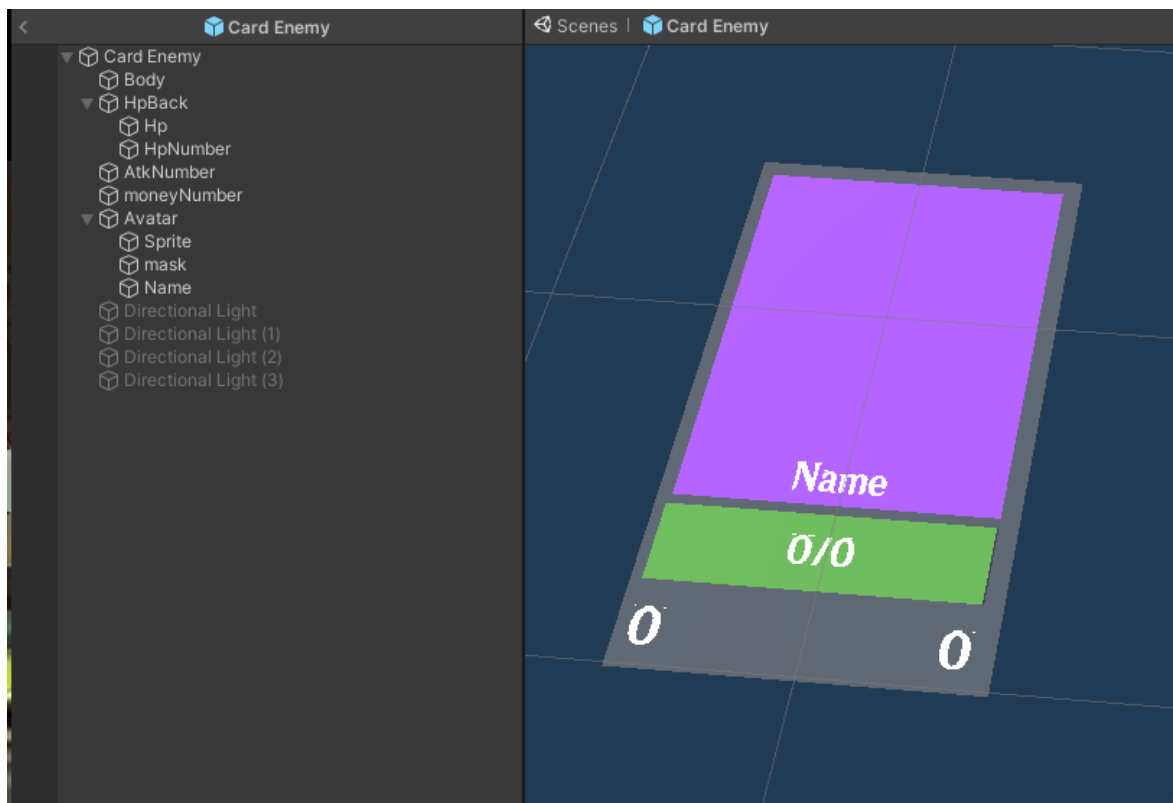 Card Enemy
Card Enemy
Body
HpBack
Hp
HpNumber
AtkNumber
moneyNumber
Avatar
Sprite
mask
Name
Directional Light
Directional Light (1)
Directional Light (2)
Directional Light (3)
Scenes | Card Enemy
Name
0/0
0 0